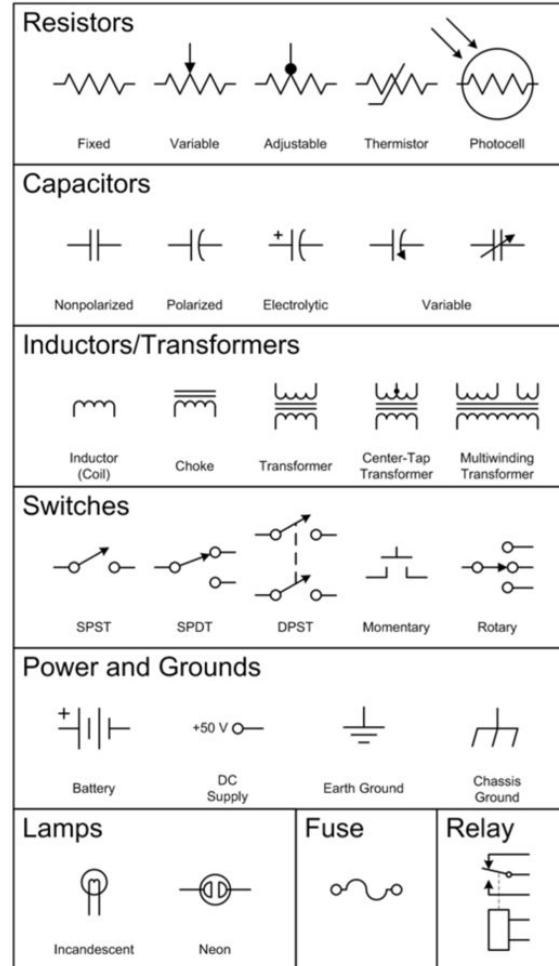 Resistors
Fixed
Variable
Adjustable
Thermistor
Photocell
Capacitors
+
Nonpolarized
Polarized
Electrolytic
Variable
Inductors/Transformers
Inductor
(Coil)
Choke
Transformer
Center-Tap
Transformer
Multiwinding
Transformer
Switches
SPST
SPDT
DPST
Momentary
Rotary
Power and Grounds
+
+50 V
Battery
DC
Supply
Earth Ground
Chassis
Ground
Lamps
Incandescent
Neon
Fuse
Relay